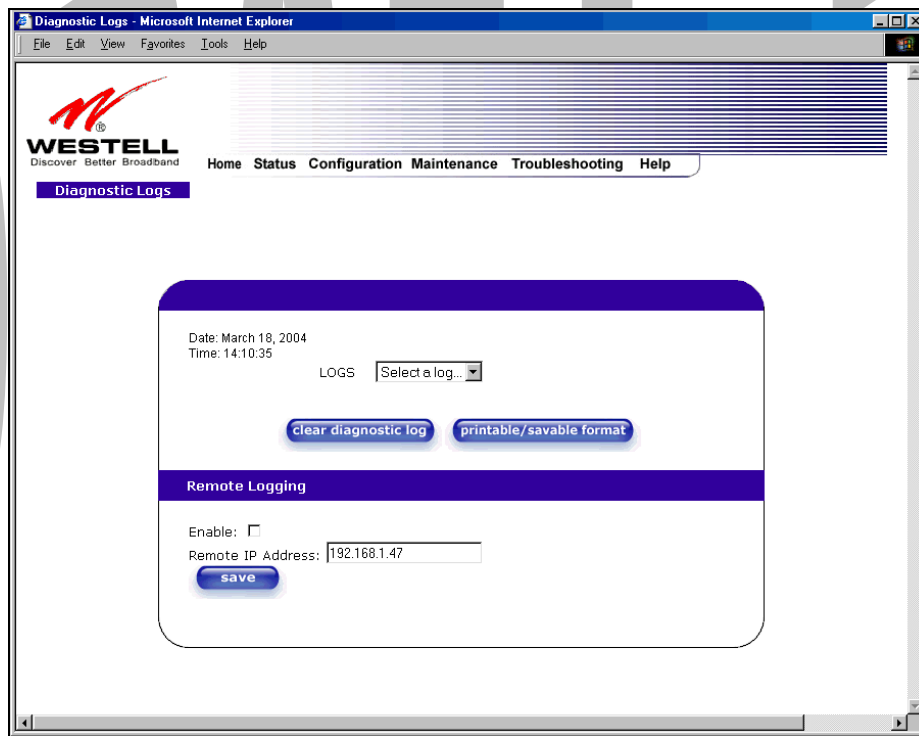 Diagnostic Logs - Microsoft Internet Explorer
File Edit View Favorites Tools Help
WESTELL
®
Discover Better Broadband
Home Status Configuration Maintenance Troubleshooting Help
Diagnostic Logs
Date: March 18, 2004
Time: 14:10:35
LOGS Select a log...
clear diagnostic log printable/savable format
Remote Logging
Enable:
Remote IP Address: 192.168.1.47
save